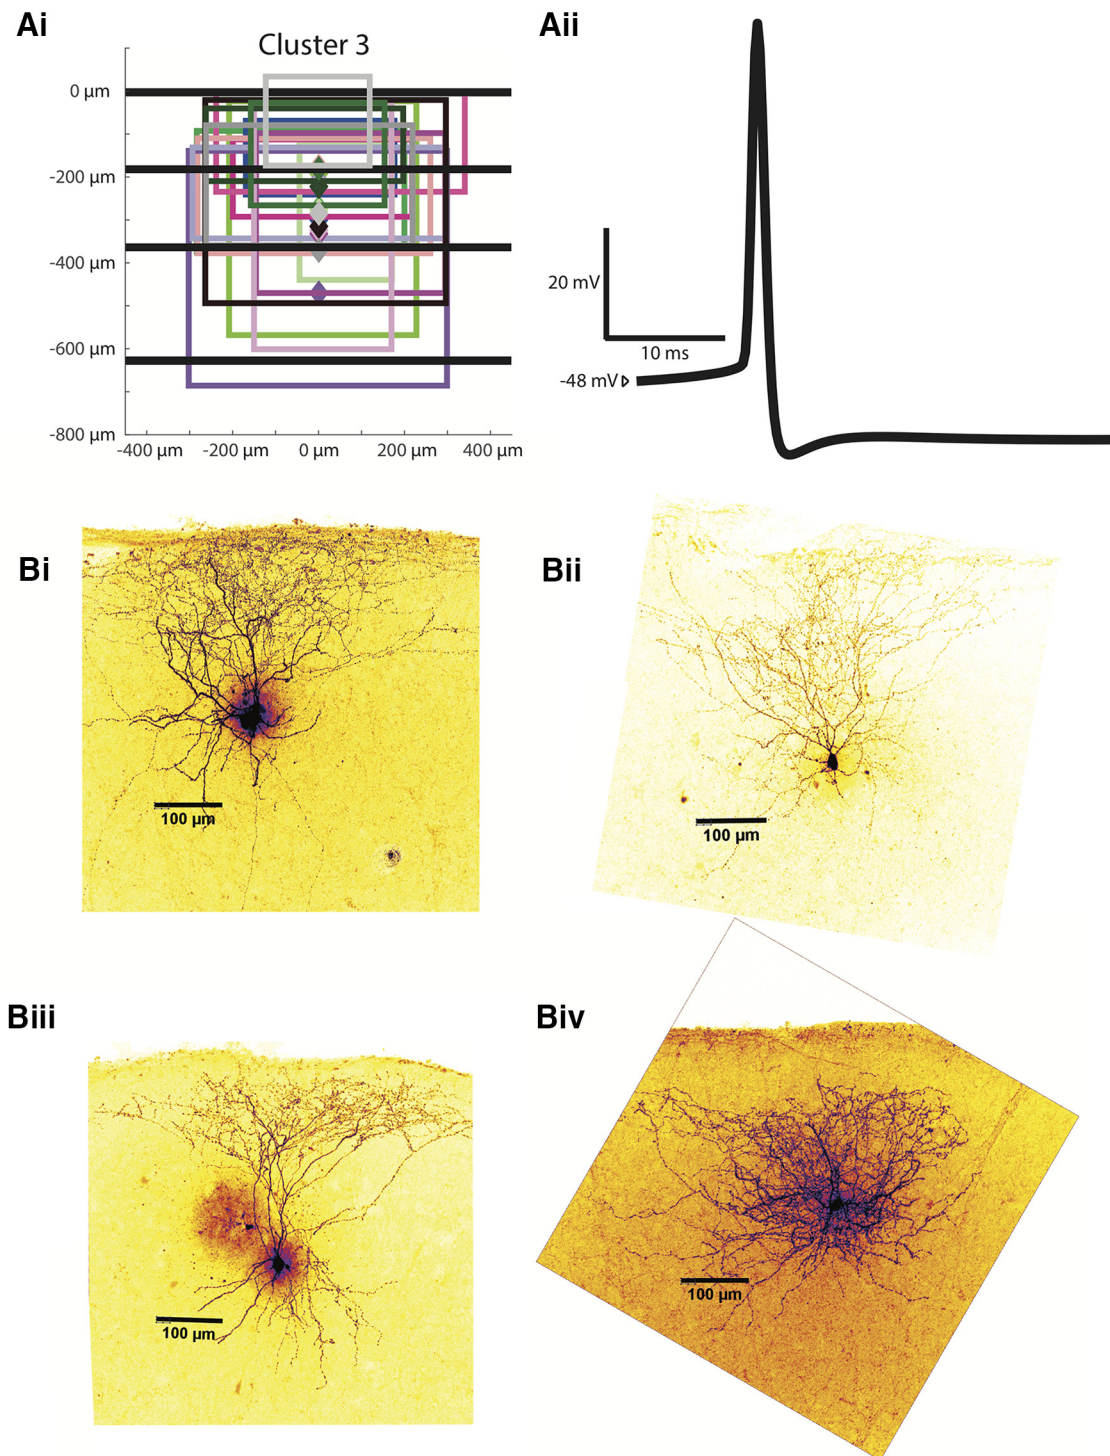 Ai
Cluster 3
0 µm
-200 µm
-400 µm
-600 µm
-800 µm
-400 µm -200 µm 0 µm 200 µm 400 µm
Aii
20 mV
10 ms
-48 mV
Bi
100 µm
Bii
100 µm
Biii
100 µm
Biv
100 µm